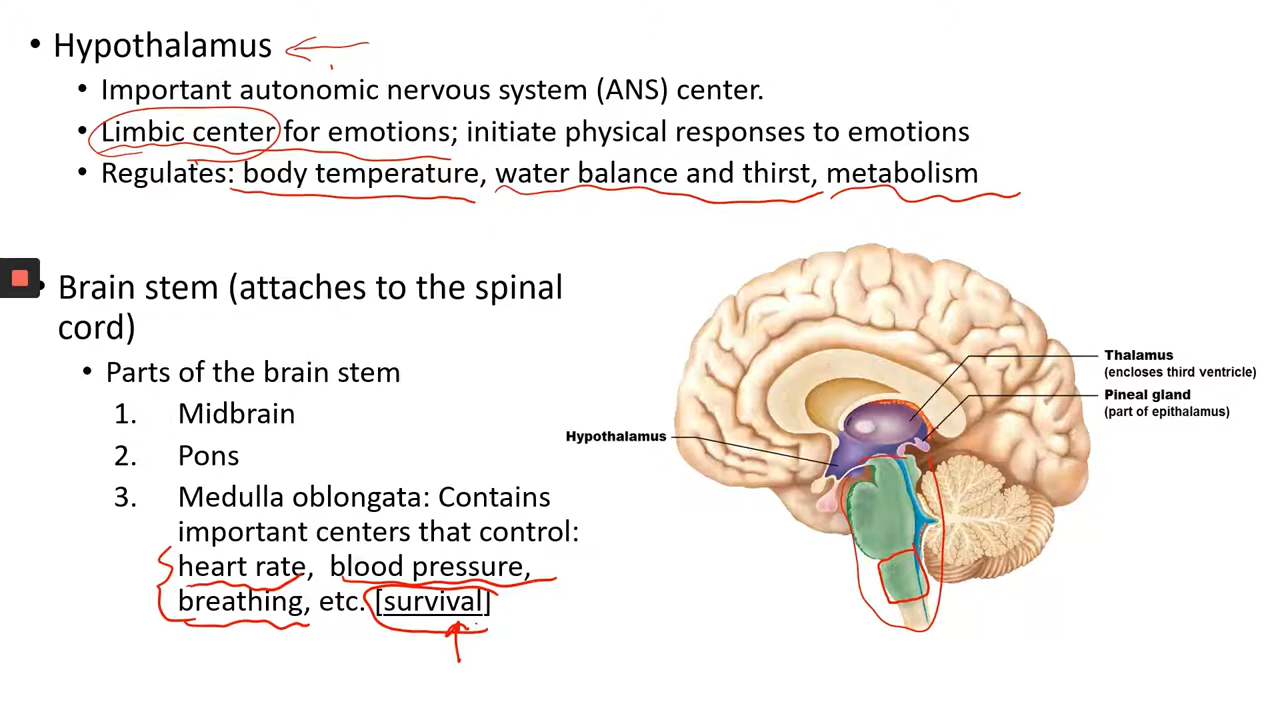 • Hypothalamus
• Important autonomic nervous system (ANS) center.
• Limbic center for emotions; initiate physical responses to emotions
• Regulates: body temperature, water balance and thirst, metabolism
• Brain stem (attaches to the spinal
cord)
• Parts of the brain stem
1. Midbrain
2. Pons
3. Medulla oblongata: Contains
important centers that control:
heart rate, blood pressure,
breathing, etc. [survival]
Hypothalamus
Thalamus
(encloses third ventricle)
Pineal gland
(part of epithalamus)